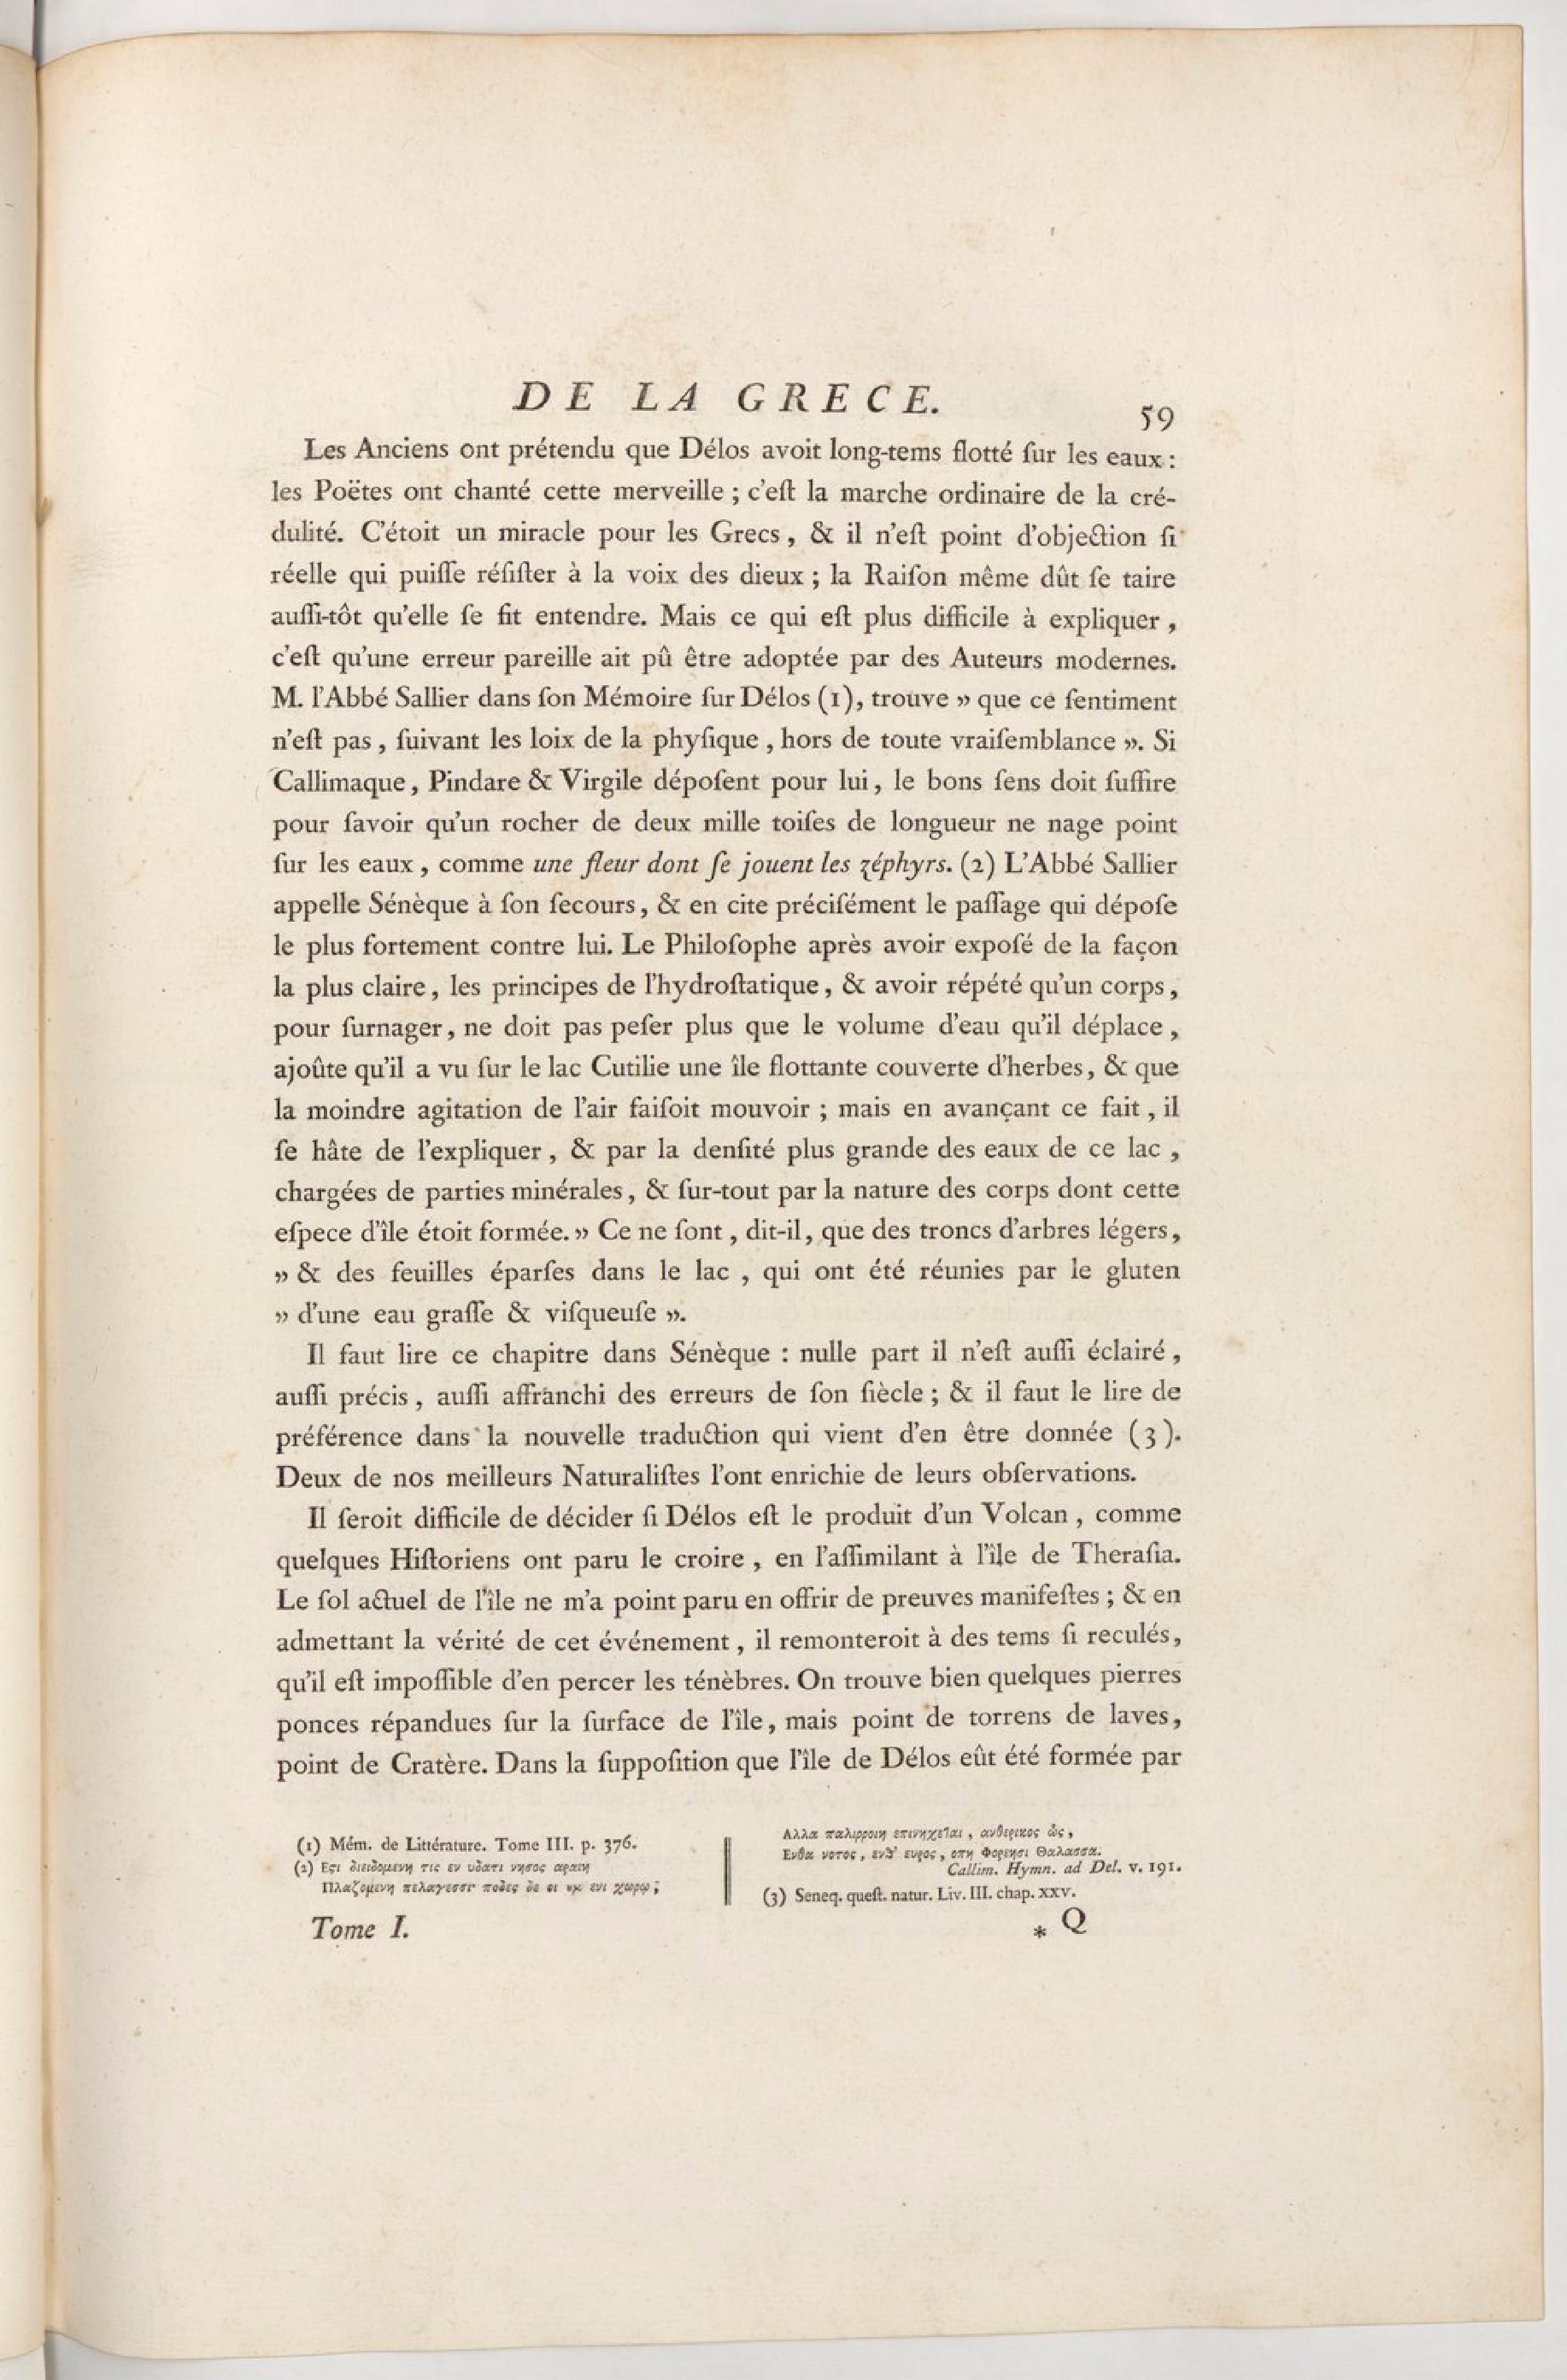 DE LA GRECE.
59
Les Anciens ont prétendu que Délos avoit long-tems flotté ſur les eaux :
les Poëtes ont chanté cette merveille ; c'eſt la marche ordinaire de la cré-
dulité. C'étoit un miracle pour les Grecs, & il n'eſt point d'objection ſi
réelle qui puiſſe réſiſter à la voix des dieux ; la Raiſon même dût ſe taire
auſſi-tôt qu'elle ſe fit entendre. Mais ce qui eſt plus difficile à expliquer,
c'eſt qu'une erreur pareille ait pû être adoptée par des Auteurs modernes.
M. l'Abbé Sallier dans ſon Mémoire ſur Délos (1), trouve » que ce ſentiment
n'eſt pas, ſuivant les loix de la phyſique, hors de toute vraiſemblance ». Si
Callimaque, Pindare & Virgile dépoſent pour lui, le bons ſens doit ſuffire
pour ſavoir qu'un rocher de deux mille toiſes de longueur ne nage point
ſur les eaux, comme une fleur dont ſe jouent les zéphyrs. (2) L'Abbé Sallier
appelle Sénèque à ſon ſecours, & en cite préciſément le paſſage qui dépoſe
le plus fortement contre lui. Le Philoſophe après avoir expoſé de la façon
la plus claire, les principes de l'hydroſtatique, & avoir répété qu'un corps,
pour ſurnager, ne doit pas peſer plus que le volume d'eau qu'il déplace,
ajoûte qu'il a vu ſur le lac Cutilie une île flottante couverte d'herbes, & que
la moindre agitation de l'air faiſoit mouvoir ; mais en avançant ce fait, il
ſe hâte de l'expliquer, & par la denſité plus grande des eaux de ce lac,
chargées de parties minérales, & ſur-tout par la nature des corps dont cette
eſpece d'île étoit formée. » Ce ne ſont, dit-il, que des troncs d'arbres légers,
» & des feuilles éparſes dans le lac, qui ont été réunies par le gluten
» d'une eau graſſe & viſqueuſe ».
Il faut lire ce chapitre dans Sénèque : nulle part il n'eſt auſſi éclairé,
auſſi précis, auſſi affranchi des erreurs de ſon ſiècle ; & il faut le lire de
préférence dans la nouvelle traduction qui vient d'en être donnée (3).
Deux de nos meilleurs Naturaliſtes l'ont enrichie de leurs obſervations.
Il ſeroit difficile de décider ſi Délos eſt le produit d'un Volcan, comme
quelques Hiſtoriens ont paru le croire, en l'aſſimilant à l'île de Theraſia.
Le ſol actuel de l'île ne m'a point paru en offrir de preuves manifeſtes ; & en
admettant la vérité de cet événement, il remonteroit à des tems ſi reculés,
qu'il eſt impoſſible d'en percer les ténèbres. On trouve bien quelques pierres
ponces répandues ſur la ſurface de l'île, mais point de torrens de laves,
point de Cratère. Dans la ſuppoſition que l'île de Délos eût été formée par
(1) Mém. de Littérature. Tome III. p. 376.
(2) Εϛι διειδομενη τις εν υδατι νησος αραιη
Πλαζομενη πελαγεσσι· ποδες δε οι ȣκ ενι χωρῳ ;
Αλλα παλιρροιη επινηχεται, ανθερικος ὣς,
Ενθα νοτος, ενθ' ευρος, οπη Φορεησι Θαλασσα.
Callim. Hymn. ad Del. v. 191.
(3) Seneq. queſt. natur. Liv. III. chap. XXV.
Tome I.
* Q